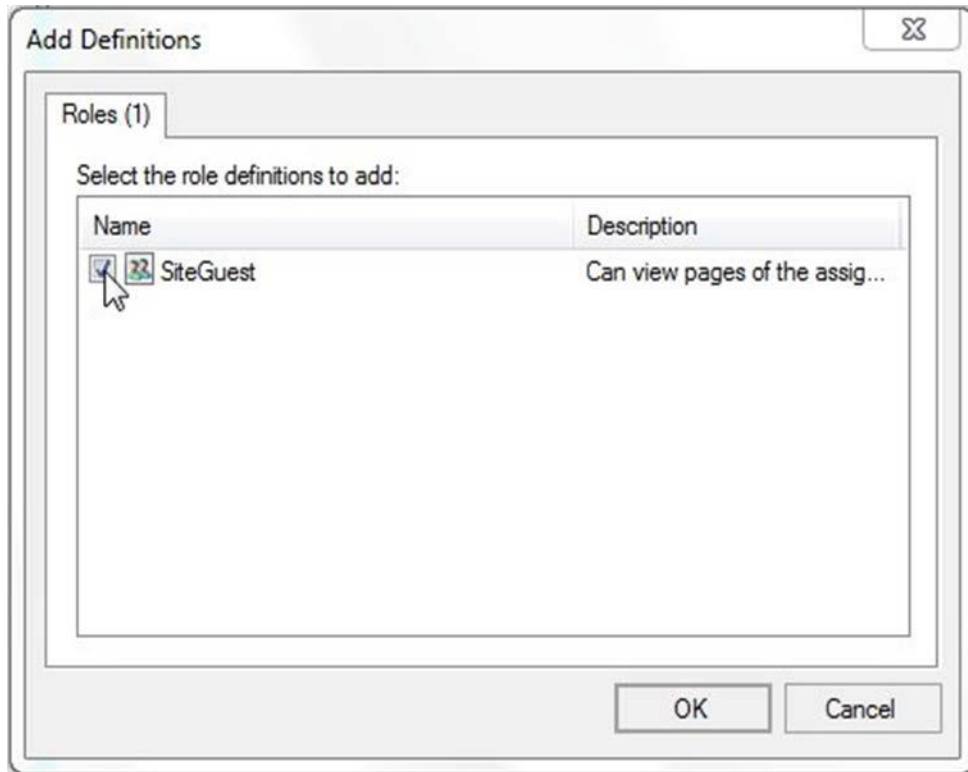 Add Definitions
Roles (1)
Select the role definitions to add:
Name Description
SiteGuest Can view pages of the assig...
OK Cancel